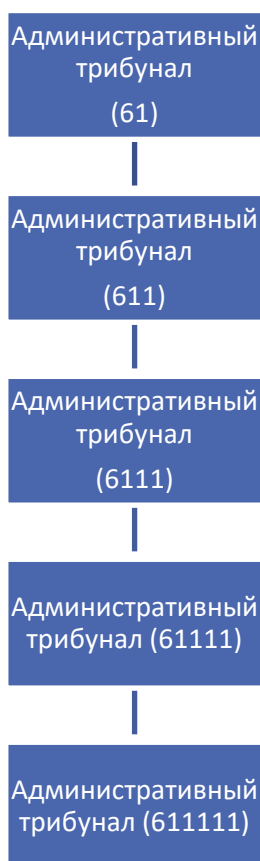 Административный
трибунал
(61)
Административный
трибунал
(611)
Административный
трибунал
(6111)
Административный
трибунал (61111)
Административный
трибунал (611111)